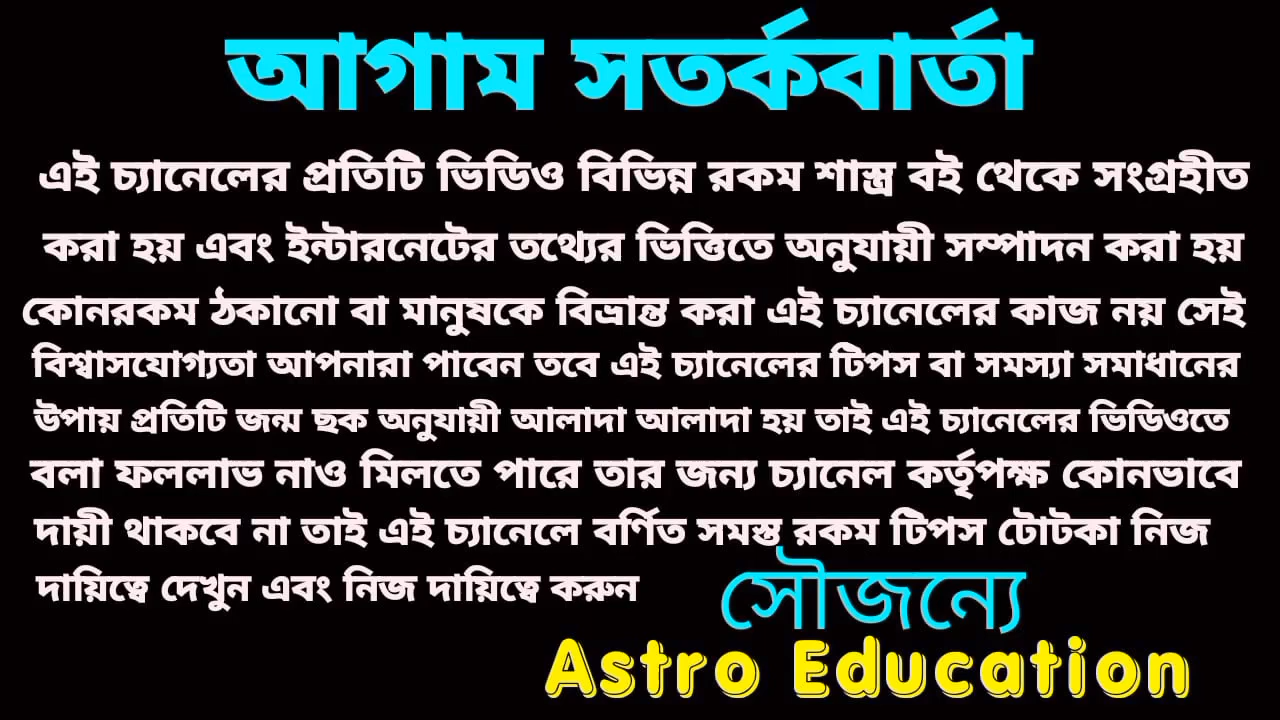 আগাম সতর্কবার্তা
এই চ্যানেলের প্রতিটি ভিডিও বিভিন্ন রকম শাস্ত্র বই থেকে সংগ্রহীত
করা হয় এবং ইন্টারনেটের তথ্যের ভিত্তিতে অনুযায়ী সম্পাদন করা হয়
কোনরকম ঠকানো বা মানুষকে বিভ্রান্ত করা এই চ্যানেলের কাজ নয় সেই
বিশ্বাসযোগ্যতা আপনারা পাবেন তবে এই চ্যানেলের টিপস বা সমস্যা সমাধানের
উপায় প্রতিটি জন্ম ছক অনুযায়ী আলাদা আলাদা হয় তাই এই চ্যানেলের ভিডিওতে
বলা ফললাভ নাও মিলতে পারে তার জন্য চ্যানেল কর্তৃপক্ষ কোনভাবে
দায়ী থাকবে না তাই এই চ্যানেলে বর্ণিত সমস্ত রকম টিপস টোটকা নিজ
দায়িত্বে দেখুন এবং নিজ দায়িত্বে করুন
সৌজন্যে
Astro Education